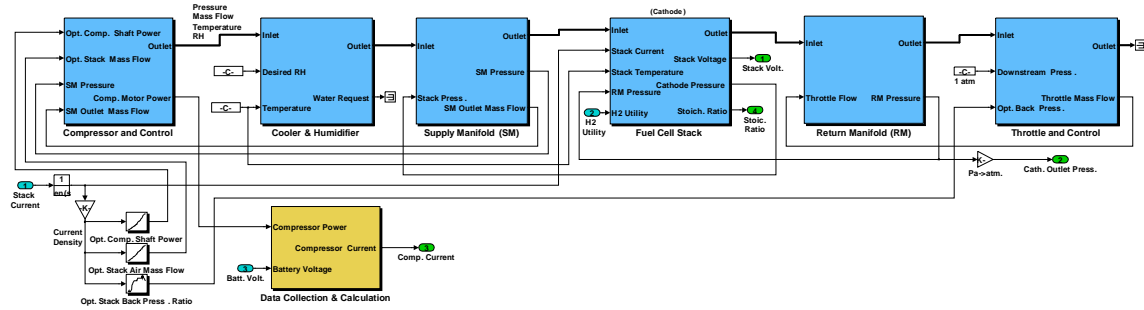 (Cathode)
Pressure
Mass Flow
Temperature
RH
Opt. Comp. Shaft Power
Outlet
Opt. Stack Mass Flow
SM Pressure
Comp. Motor Power
SM Outlet Mass Flow
Compressor and Control
Inlet
Outlet
-C-
Desired RH
Water Request
-C-
Temperature
Cooler & Humidifier
Inlet
Outlet
SM Pressure
Stack Press .
SM Outlet Mass Flow
Supply Manifold (SM)
Inlet
Outlet
Stack Current
Stack Voltage
Stack Temperature
Cathode Pressure
RM Pressure
Stoich. Ratio
H2 Utility
Fuel Cell Stack
2
H2
Utility
1
Stack Volt.
4
Stoic.
Ratio
Inlet
Outlet
Throttle Flow
RM Pressure
Return Manifold (RM)
Inlet
Outlet
-C-
1 atm
Downstream Press .
Throttle Mass Flow
Opt. Back Press .
Throttle and Control
K-
Pa->atm.
2
Cath. Outlet Press.
1
Stack
Current
1
en(s
-K-
Current
Density
Opt. Comp. Shaft Power
Opt. Stack Air Mass Flow
Opt. Stack Back Press . Ratio
Compressor Power
Compressor Current
Battery Voltage
3
Batt. Volt.
3
Comp. Current
Data Collection & Calculation